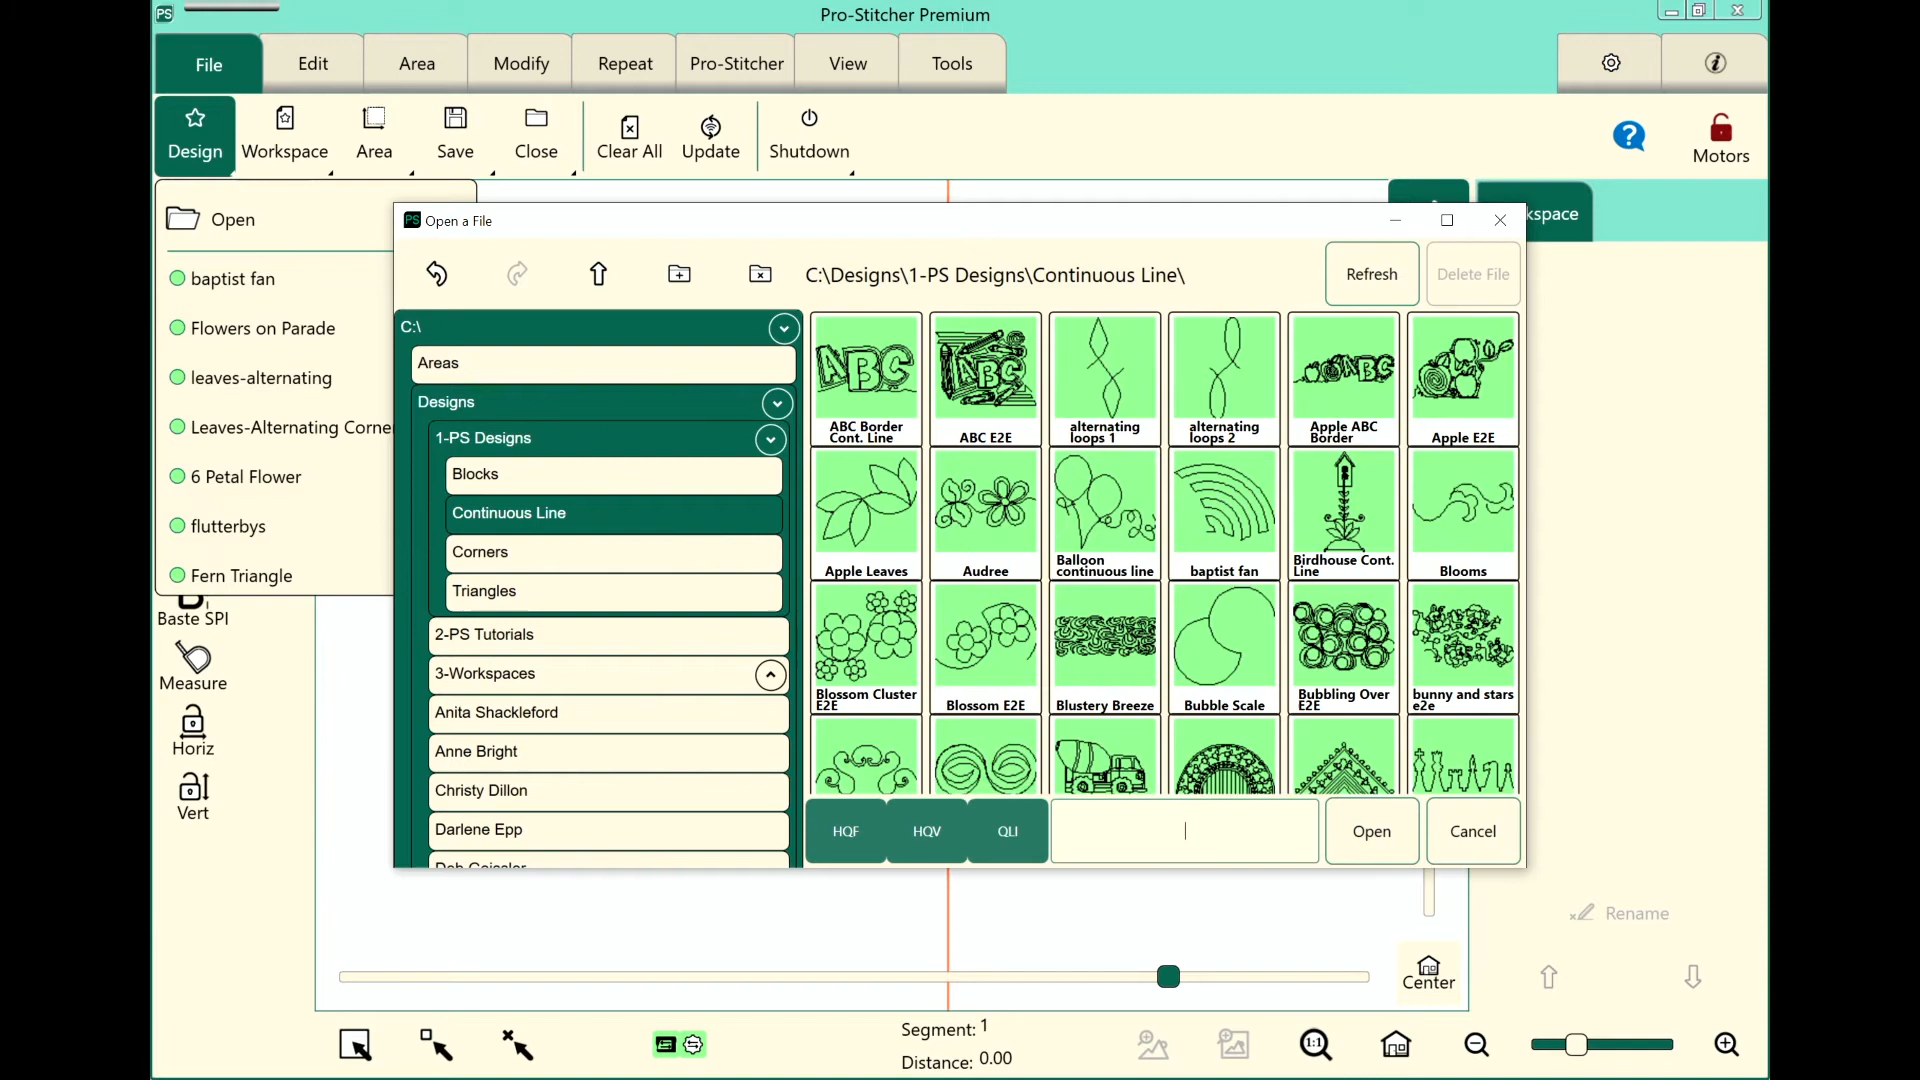 PS
Pro-Stitcher Premium
File
Edit
Area
Modify
Repeat
Pro-Stitcher
View
Tools
Design
Workspace
Area
Save
Close
Clear All
Update
Shutdown
Motors
Open
baptist fan
Flowers on Parade
leaves-alternating
Leaves-Alternating Corne
6 Petal Flower
flutterbys
Fern Triangle
Baste SPI
Measure
Horiz
Vert
kspace
PS Open a File
C:\Designs\1-PS Designs\Continuous Line\
Refresh
Delete File
C:\
Areas
Designs
1-PS Designs
Blocks
Continuous Line
Corners
Triangles
2-PS Tutorials
3-Workspaces
Anita Shackleford
Anne Bright
Christy Dillon
Darlene Epp
ABC Border
Cont. Line
ABC E2E
alternating
loops 1
alternating
loops 2
Apple ABC
Border
Apple E2E
Apple Leaves
Audree
Balloon
continuous line
baptist fan
Birdhouse Cont.
Line
Blooms
Blossom Cluster
E2E
Blossom E2E
Blustery Breeze
Bubble Scale
Bubbling Over
E2E
bunny and stars
e2e
HQF
HQV
QLI
Open
Cancel
Rename
Center
Segment: 1
Distance: 0.00
1:1